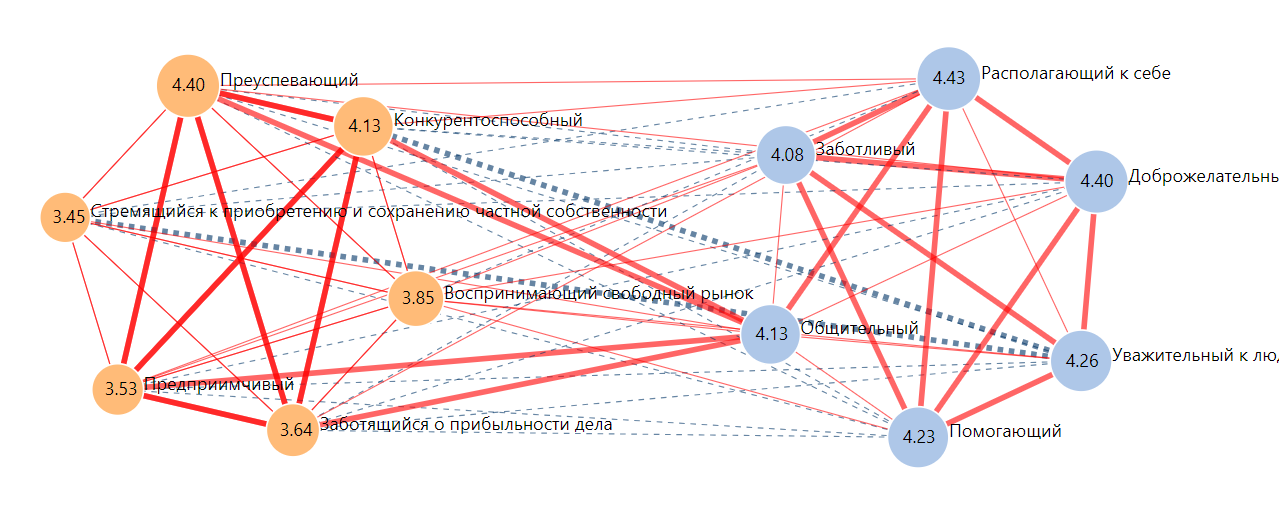 4.40 Преуспевающий
4.43 Располагающий к себе
4.13 Конкурентоспособный
4.08 Заботливый
4.40 Доброжелательнь
3.45 Стремящийся к приобретению и сохранению частной собственности
3.85 Воспринимающий свободный рынок
4.13 Общительный
4.26 Уважительный к лю,
3.53 Предприимчивый
3.64 Заботящийся о прибыльности дела
4.23 Помогающий